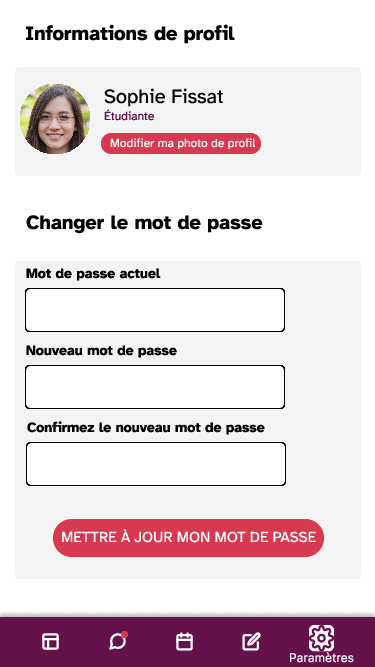 Informations de profil
Sophie Fissat
Étudiante
Modifier ma photo de profil
Changer le mot de passe
Mot de passe actuel
Nouveau mot de passe
Confirmez le nouveau mot de passe
METTRE À JOUR MON MOT DE PASSE
Paramètres